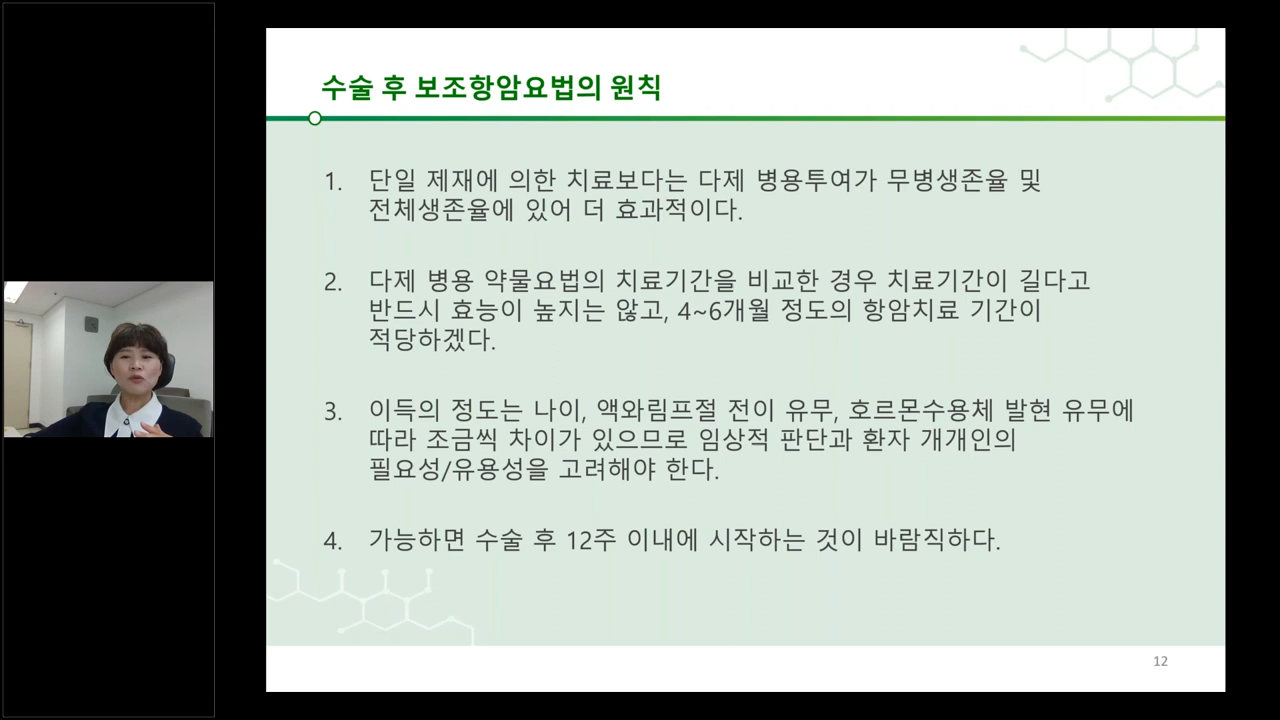 수술 후 보조항암요법의 원칙
1. 단일 제재에 의한 치료보다는 다제 병용투여가 무병생존율 및
전체생존율에 있어 더 효과적이다.
2. 다제 병용 약물요법의 치료기간을 비교한 경우 치료기간이 길다고
반드시 효능이 높지는 않고, 4~6개월 정도의 항암치료 기간이
적당하겠다.
3. 이득의 정도는 나이, 액와림프절 전이 유무, 호르몬수용체 발현 유무에
따라 조금씩 차이가 있으므로 임상적 판단과 환자 개개인의
필요성/유용성을 고려해야 한다.
4. 가능하면 수술 후 12주 이내에 시작하는 것이 바람직하다.
12